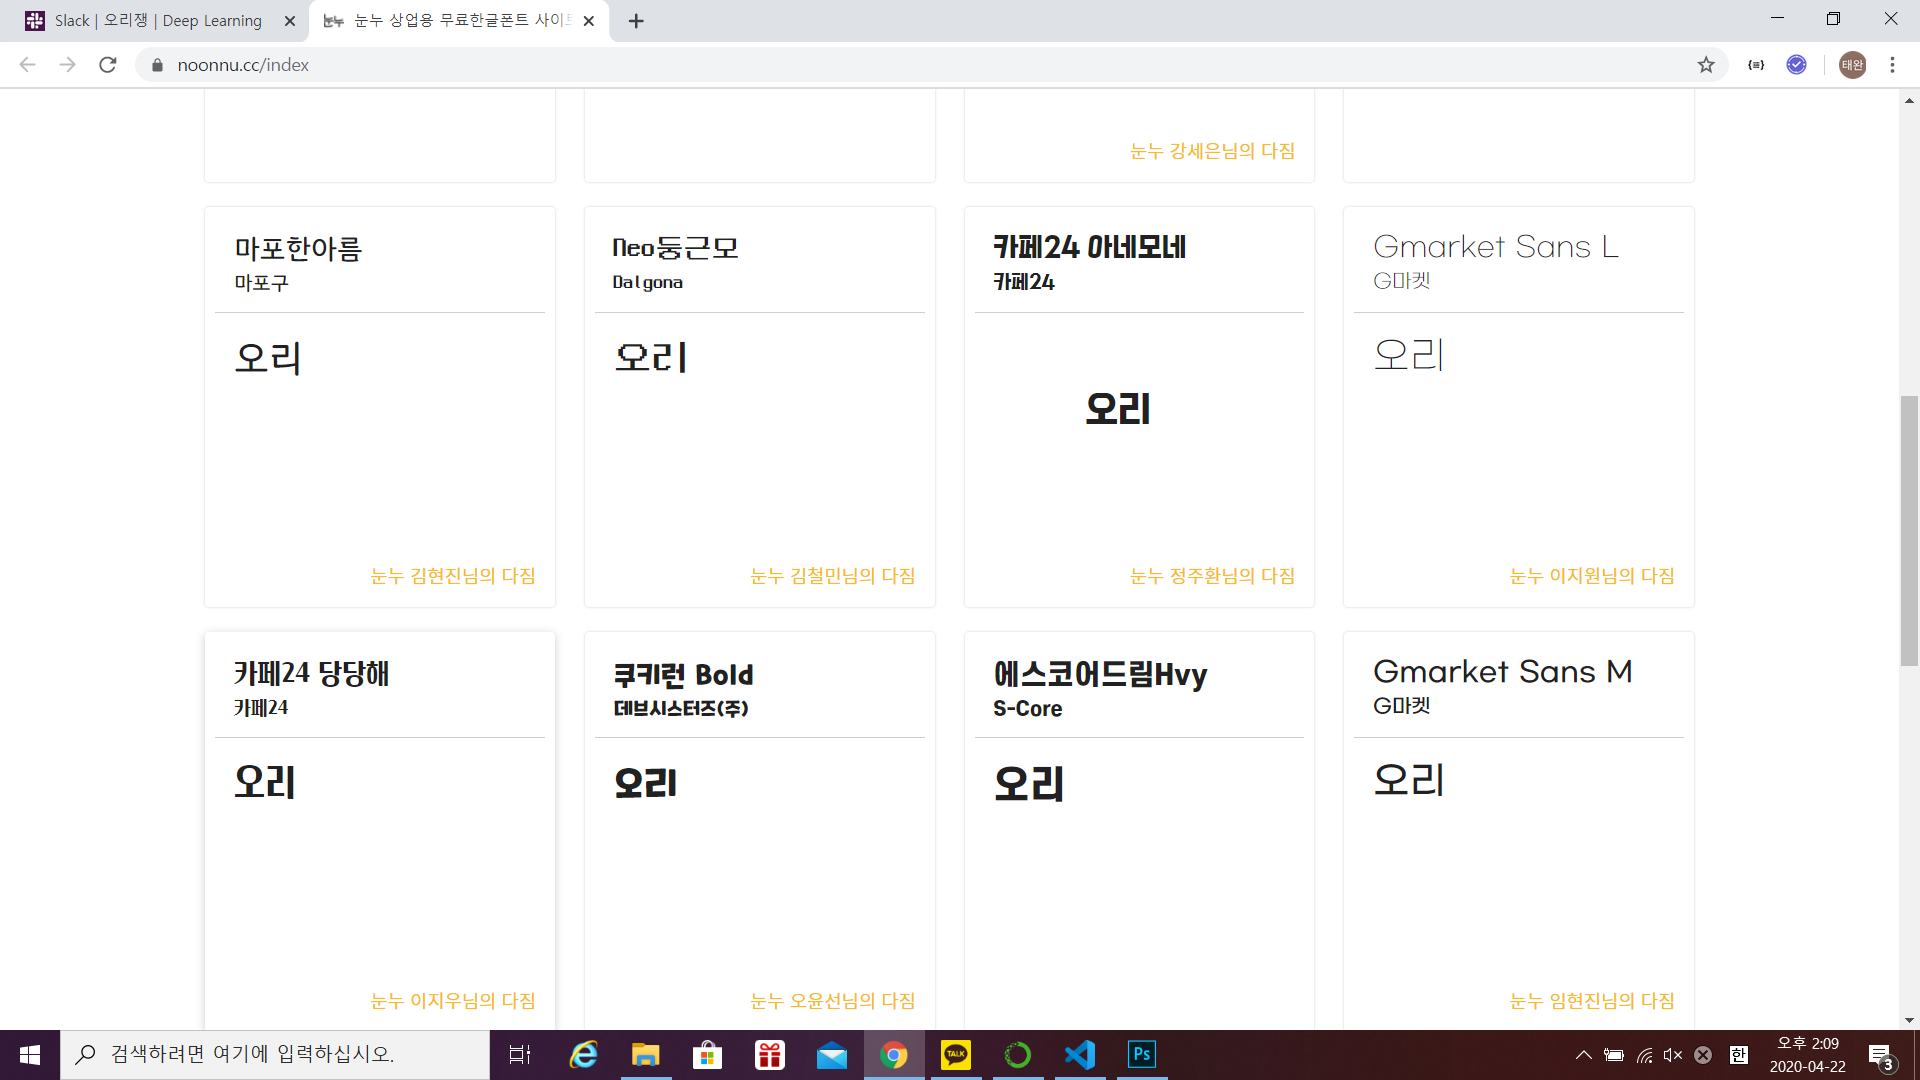 Slack | 오리쟁 | Deep Learning
눈누 눈누 상업용 무료한글폰트 사이트
noonnu.cc/index
태완
눈누 강세은님의 다짐
마포한아름
마포구
오리
눈누 김현진님의 다짐
Neo둥근모
Dalgona
오리
눈누 김철민님의 다짐
카페24 아네모네
카페24
오리
눈누 정주환님의 다짐
Gmarket Sans L
G마켓
오리
눈누 이지원님의 다짐
카페24 당당해
카페24
오리
눈누 이지우님의 다짐
쿠키런 Bold
데브시스터즈(주)
오리
눈누 오윤선님의 다짐
에스코어드림Hvy
S-Core
오리
Gmarket Sans M
G마켓
오리
눈누 임현진님의 다짐
검색하려면 여기에 입력하십시오.
TALK
Ps
한
오후 2:09
2020-04-22
3